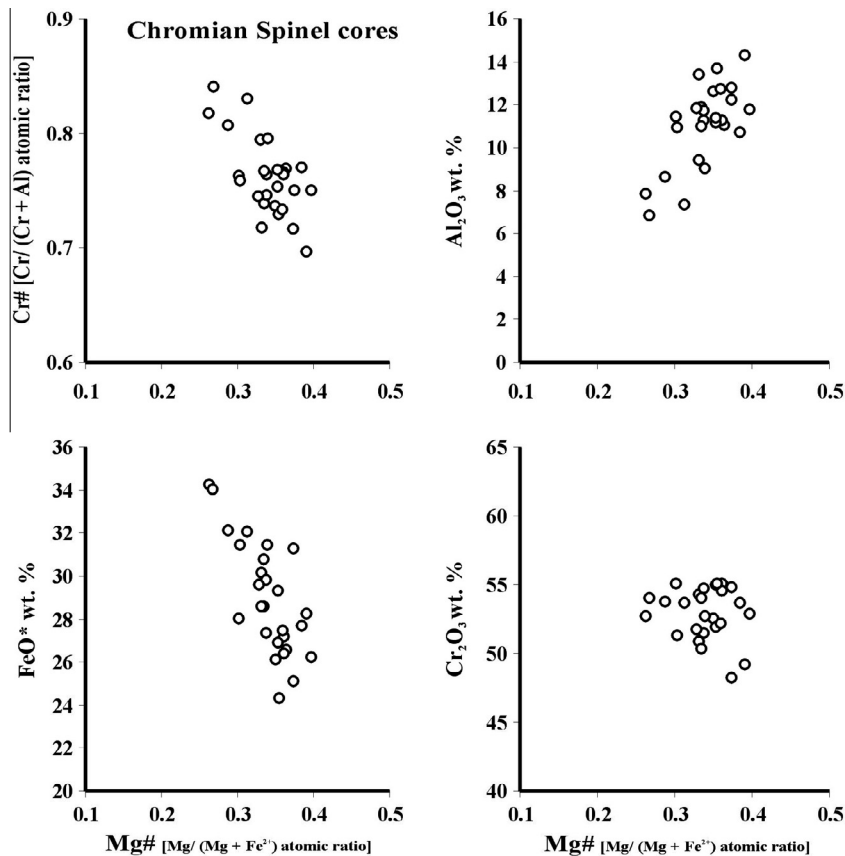 Chromian Spinel cores
Cr# [Cr/ (Cr + Al) atomic ratio]
0.9
0.8
0.7
0.6
0.1 0.2 0.3 0.4 0.5
Al₂O₃ wt. %
16
14
12
10
8
6
4
2
0
0.1 0.2 0.3 0.4 0.5
FeO* wt. %
36
34
32
30
28
26
24
22
20
0.1 0.2 0.3 0.4 0.5
Mg# [Mg/ (Mg + Fe²⁺) atomic ratio]
Cr₂O₃ wt. %
65
60
55
50
45
40
0.1 0.2 0.3 0.4 0.5
Mg# [Mg/ (Mg + Fe²⁺) atomic ratio]